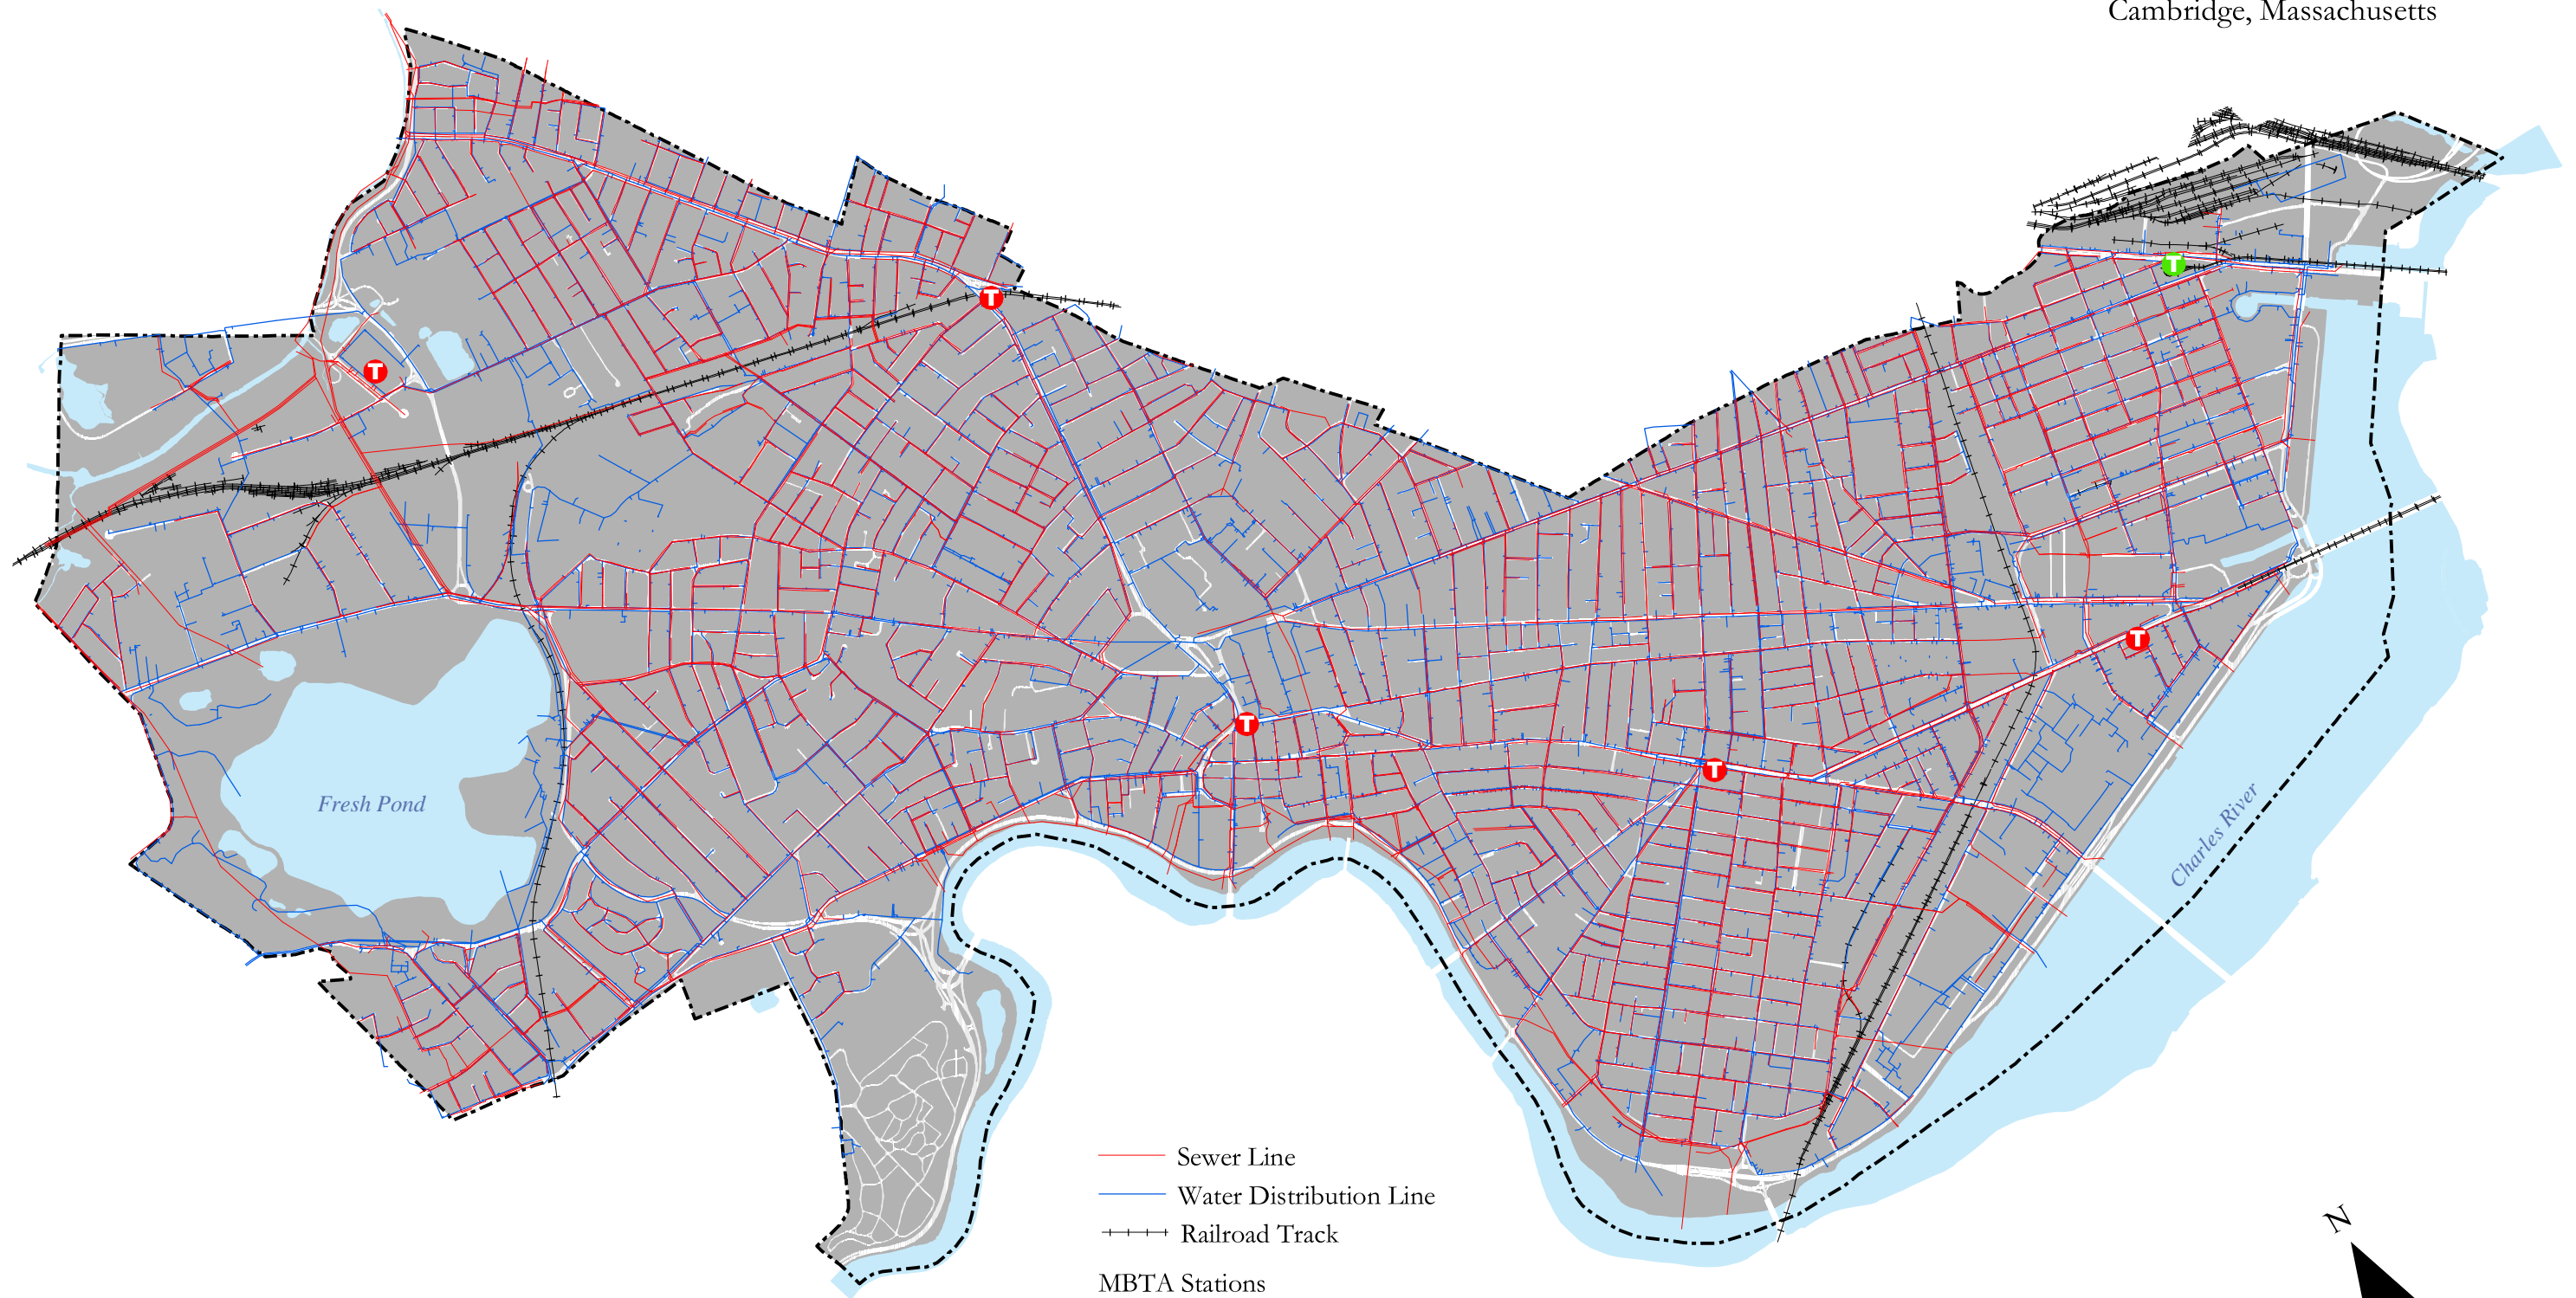 Cambridge, Massachusetts
T
T
T
T
Fresh Pond
T
T
Charles River
Sewer Line
Water Distribution Line
Railroad Track
MBTA Stations
N